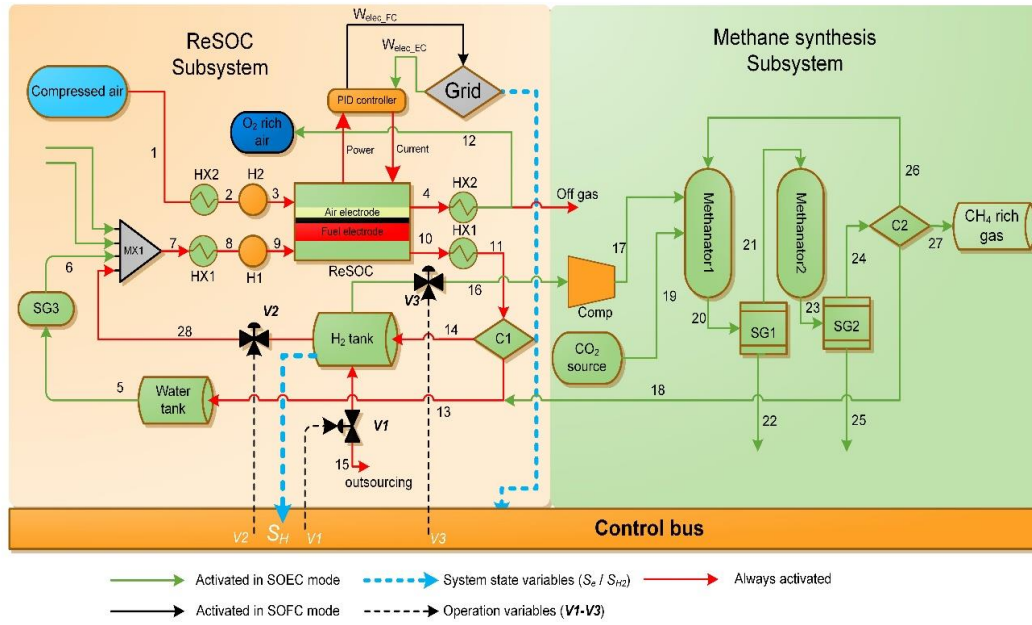 ReSOC
Subsystem
Methane synthesis
Subsystem
W_elec_FC
W_elec_EC
Compressed air
PID controller
Grid
O₂ rich
air
12
Power
Current
1
HX2
2
H2
3
4
HX2
Off gas
Air electrode
Fuel electrode
ReSOC
MX1
7
HX1
8
H1
9
10
HX1
11
6
SG3
V2
28
H₂ tank
V3
16
14
C1
Comp
17
5
Water
tank
13
V1
15
outsourcing
CO₂
source
18
19
Methanator1
20
21
SG1
22
Methanator2
23
SG2
24
25
26
C2
27
CH₄ rich
gas
V2
S_H
V1
V3
Control bus
Activated in SOEC mode
System state variables (S_e / S_H2)
Always activated
Activated in SOFC mode
Operation variables (V1-V3)